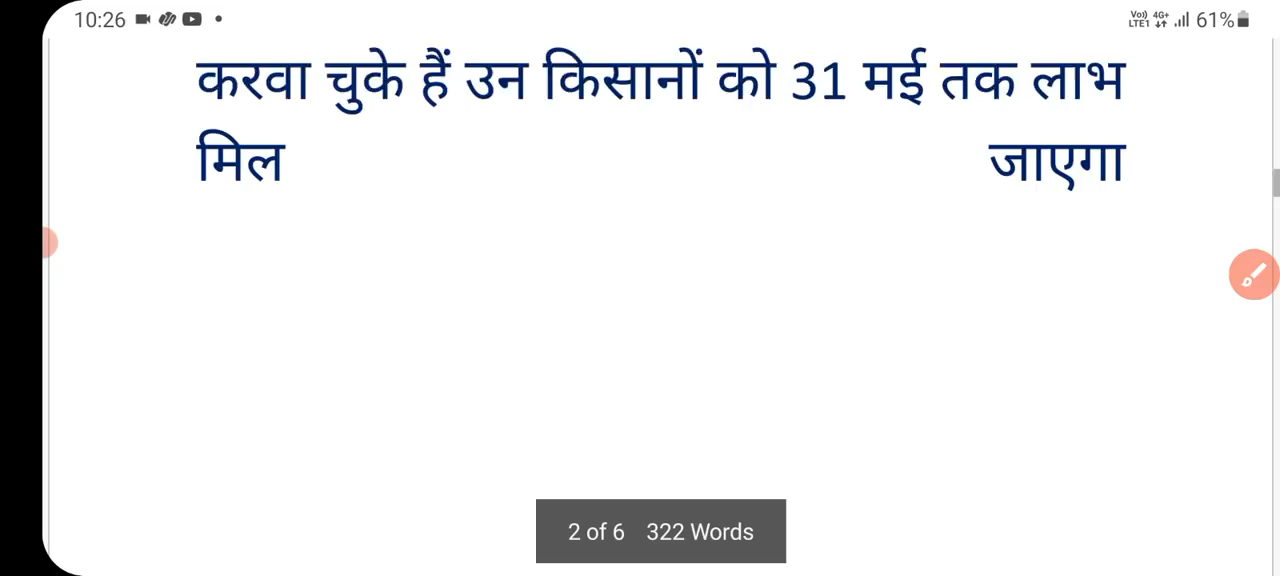 10:26 Vo) 4G+ LTE1 61%
करवा चुके हैं उन किसानों को 31 मई तक लाभ
मिल जाएगा
2 of 6 322 Words